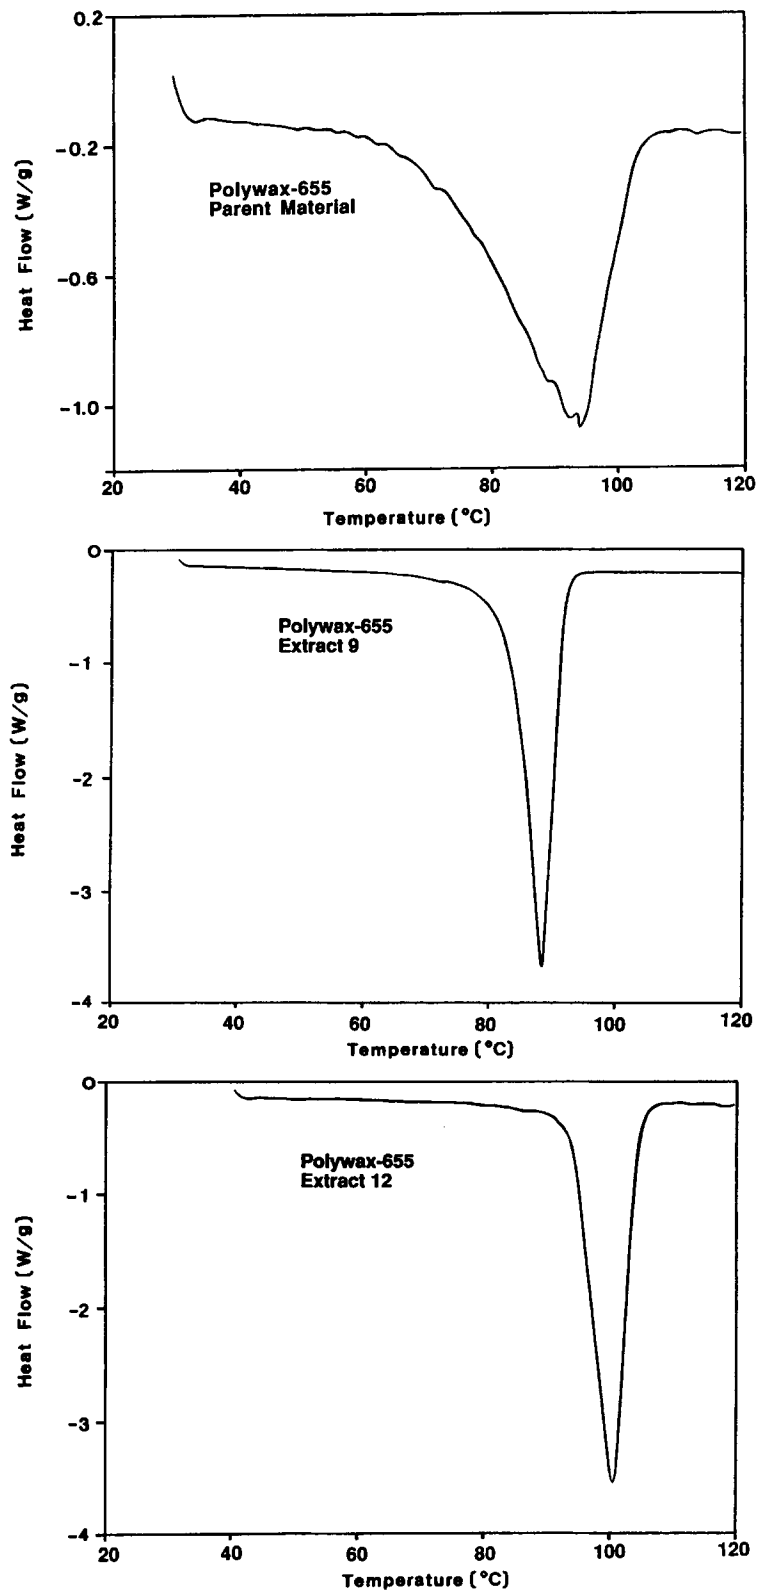 0.2
-0.2
-0.6
-1.0
Heat Flow (W/g)
Polywax-655
Parent Material
20 40 60 80 100 120
Temperature (°C)
0
-1
-2
-3
-4
Heat Flow (W/g)
Polywax-655
Extract 9
20 40 60 80 100 120
Temperature (°C)
0
-1
-2
-3
-4
Heat Flow (W/g)
Polywax-655
Extract 12
20 40 60 80 100 120
Temperature (°C)